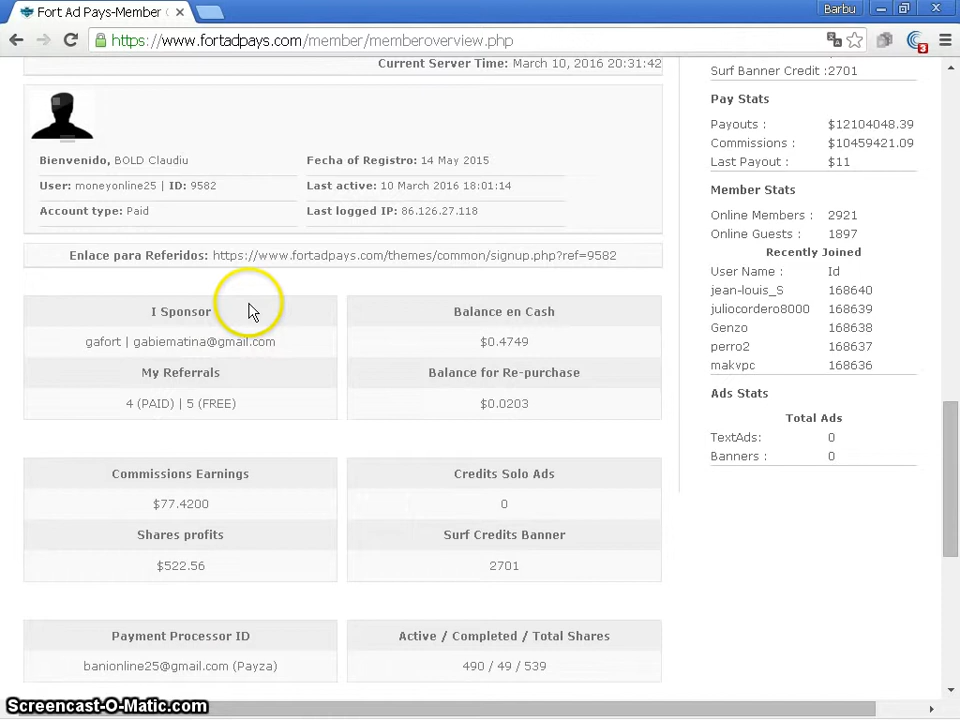 Fort Ad Pays-Member
Barbu
https://www.fortadpays.com/member/memberoverview.php
3
Current Server Time: March 10, 2016 20:31:42
Bienvenido, BOLD Claudiu
Fecha of Registro: 14 May 2015
User: moneyonline25 | ID: 9582
Last active: 10 March 2016 18:01:14
Account type: Paid
Last logged IP: 86.126.27.118
Enlace para Referidos: https://www.fortadpays.com/themes/common/signup.php?ref=9582
I Sponsor
Balance en Cash
gafort | gabiematina@gmail.com
$0.4749
My Referrals
Balance for Re-purchase
4 (PAID) | 5 (FREE)
$0.0203
Commissions Earnings
Credits Solo Ads
$77.4200
0
Shares profits
Surf Credits Banner
$522.56
2701
Payment Processor ID
Active / Completed / Total Shares
banionline25@gmail.com (Payza)
490 / 49 / 539
Surf Banner Credit :2701
Pay Stats
Payouts : $12104048.39
Commissions : $10459421.09
Last Payout : $11
Member Stats
Online Members : 2921
Online Guests : 1897
Recently Joined
User Name : Id
jean-louis_S 168640
juliocordero8000 168639
Genzo 168638
perro2 168637
makvpc 168636
Ads Stats
Total Ads
TextAds: 0
Banners : 0
Screencast-O-Matic.com